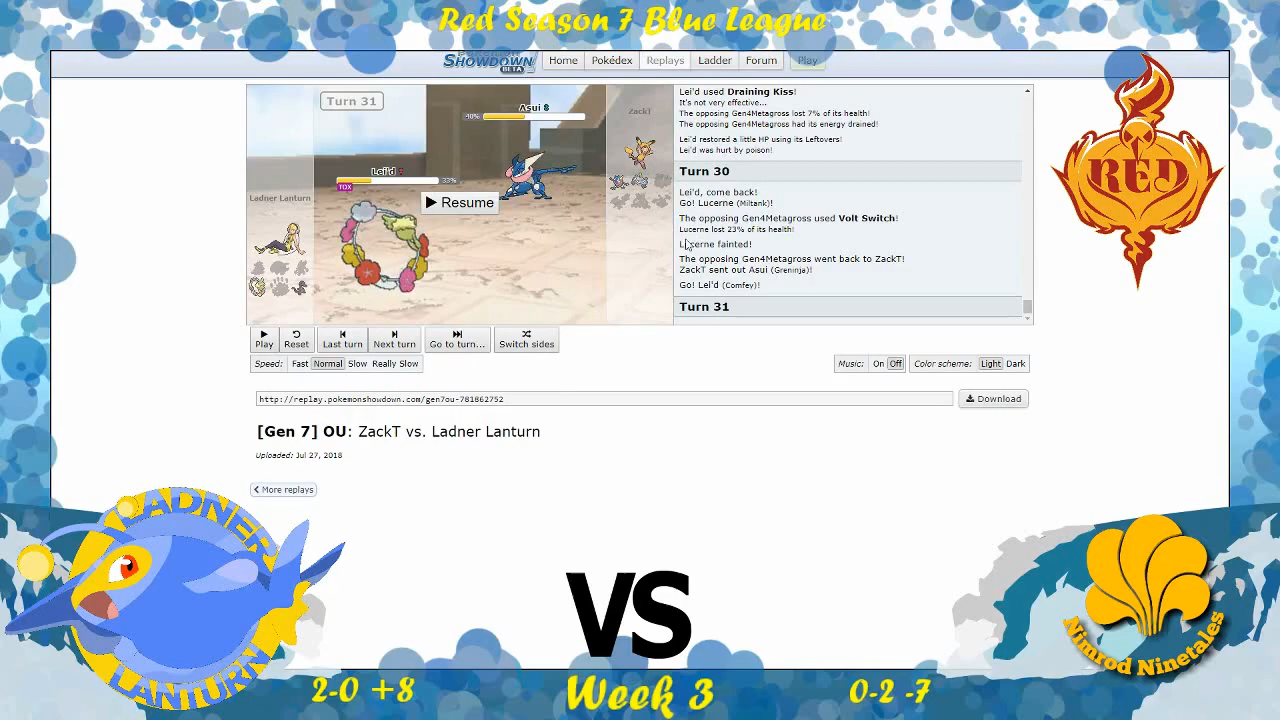 Red Season 7 Blue League
POKEMON
SHOWDOWN
BETA
Home
Pokédex
Replays
Ladder
Forum
Play
Turn 31
Asui 8
40%
ZackT
Lei'd
33%
TOX
Ladner Lanturn
Resume
Lei'd used Draining Kiss!
It's not very effective...
The opposing Gen4Metagross lost 7% of its health!
The opposing Gen4Metagross had its energy drained!
Lei'd restored a little HP using its Leftovers!
Lei'd was hurt by poison!
Turn 30
Lei'd, come back!
Go! Lucerne (Miltank)!
The opposing Gen4Metagross used Volt Switch!
Lucerne lost 23% of its health!
Lucerne fainted!
The opposing Gen4Metagross went back to ZackT!
ZackT sent out Asui (Greninja)!
Go! Lei'd (Comfey)!
Turn 31
Play
Reset
Last turn
Next turn
Go to turn...
Switch sides
Speed: Fast Normal Slow Really Slow
Music: On Off
Color scheme: Light Dark
http://replay.pokemonshowdown.com/gen7ou-781862752
Download
[Gen 7] OU: ZackT vs. Ladner Lanturn
Uploaded: Jul 27, 2018
More replays
RED
LADNER
LANTURN
VS
Nimrod Ninetales
2-0 +8
Week 3
0-2 -7